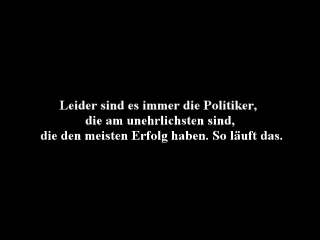 Leider sind es immer die Politiker,
die am unehrlichsten sind,
die den meisten Erfolg haben. So läuft das.